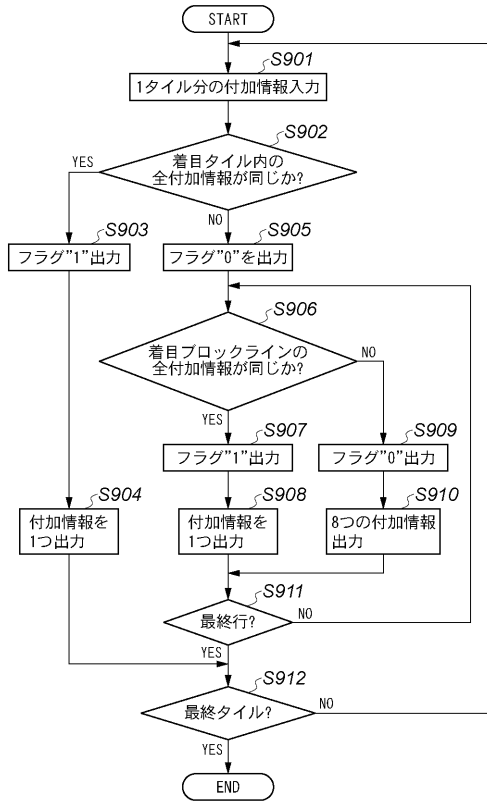 START
S901
1タイル分の付加情報入力
S902
着目タイル内の
全付加情報が同じか?
YES
NO
S903
フラグ"1"出力
S905
フラグ"0"を出力
S906
着目ブロックラインの
全付加情報が同じか?
NO
YES
S907
フラグ"1"出力
S909
フラグ"0"出力
S904
付加情報を
1つ出力
S908
付加情報を
1つ出力
S910
8つの付加情報
出力
S911
最終行?
NO
YES
S912
最終タイル?
NO
YES
END